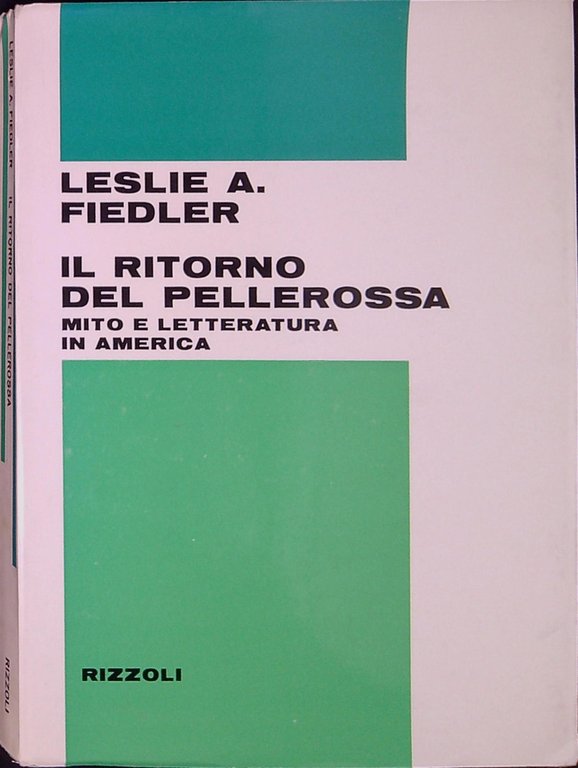 LESLIE A.
FIEDLER
IL RITORNO
DEL PELLEROSSA
MITO E LETTERATURA
IN AMERICA
RIZZOLI
LESLIE A. FIEDLER IL RITORNO DEL PELLEROSSA
RIZZOLI